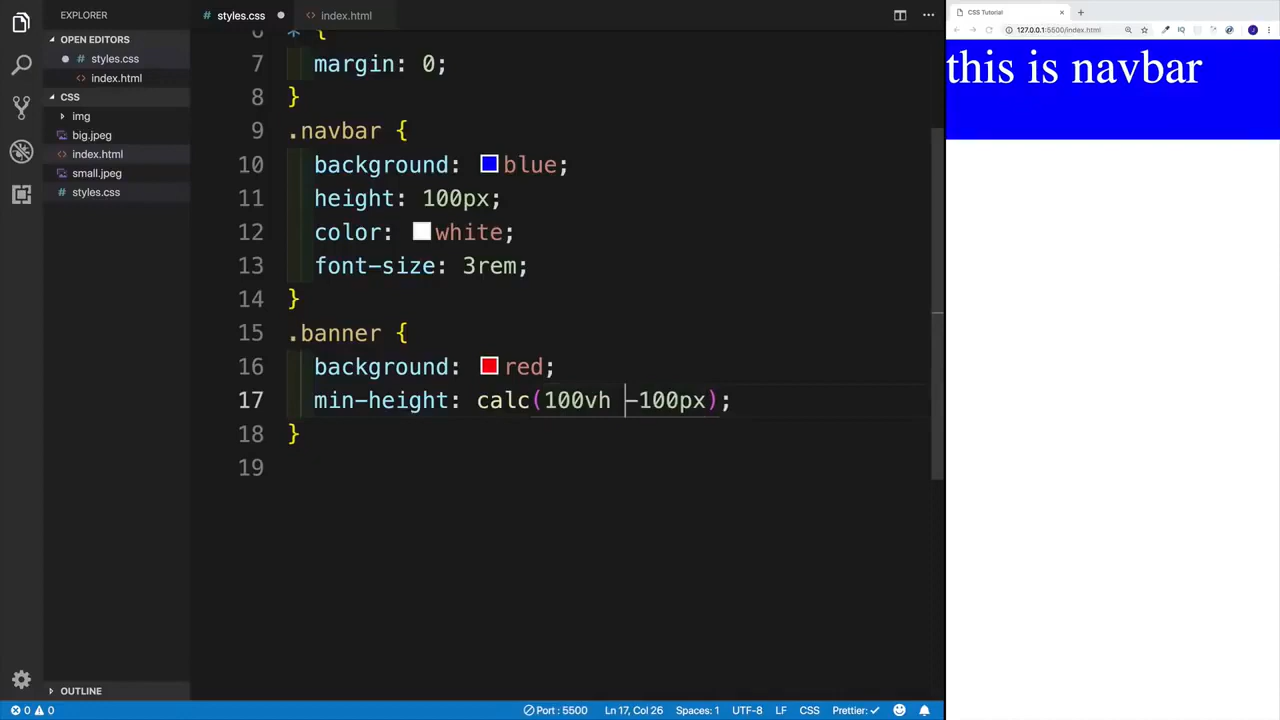 EXPLORER
OPEN EDITORS
styles.css
index.html
CSS
img
big.jpeg
index.html
small.jpeg
styles.css
OUTLINE
styles.css
index.html
* {
7 margin: 0;
8 }
9 .navbar {
10 background: blue;
11 height: 100px;
12 color: white;
13 font-size: 3rem;
14 }
15 .banner {
16 background: red;
17 min-height: calc(100vh -100px);
18 }
19
0 0
Port : 5500
Ln 17, Col 26
Spaces: 1
UTF-8
LF
CSS
Prettier: ✓
CSS Tutorial
127.0.0.1:5500/index.html
this is navbar